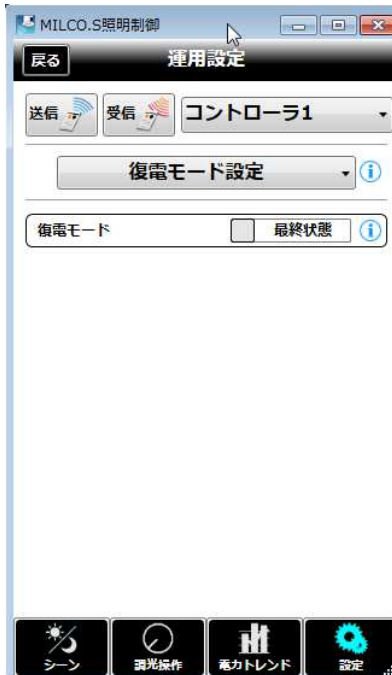 MILCO.S照明制御
戻る 運用設定
送信 受信 コントローラ1
復電モード設定
復電モード 最終状態
シーン 調光操作 電力トレンド 設定